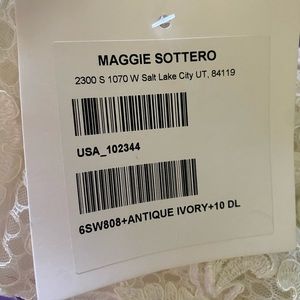 MAGGIE SOTTERO
2300 S 1070 W Salt Lake City UT, 84119
USA_102344
6SW808+ANTIQUE IVORY+10 DL